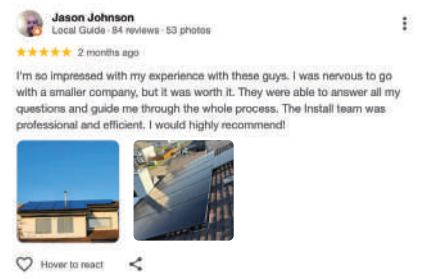 Jason Johnson
Local Guide · 84 reviews · 53 photos
2 months ago
I'm so impressed with my experience with these guys. I was nervous to go
with a smaller company, but it was worth it. They were able to answer all my
questions and guide me through the whole process. The Install team was
professional and efficient. I would highly recommend!
Hover to react